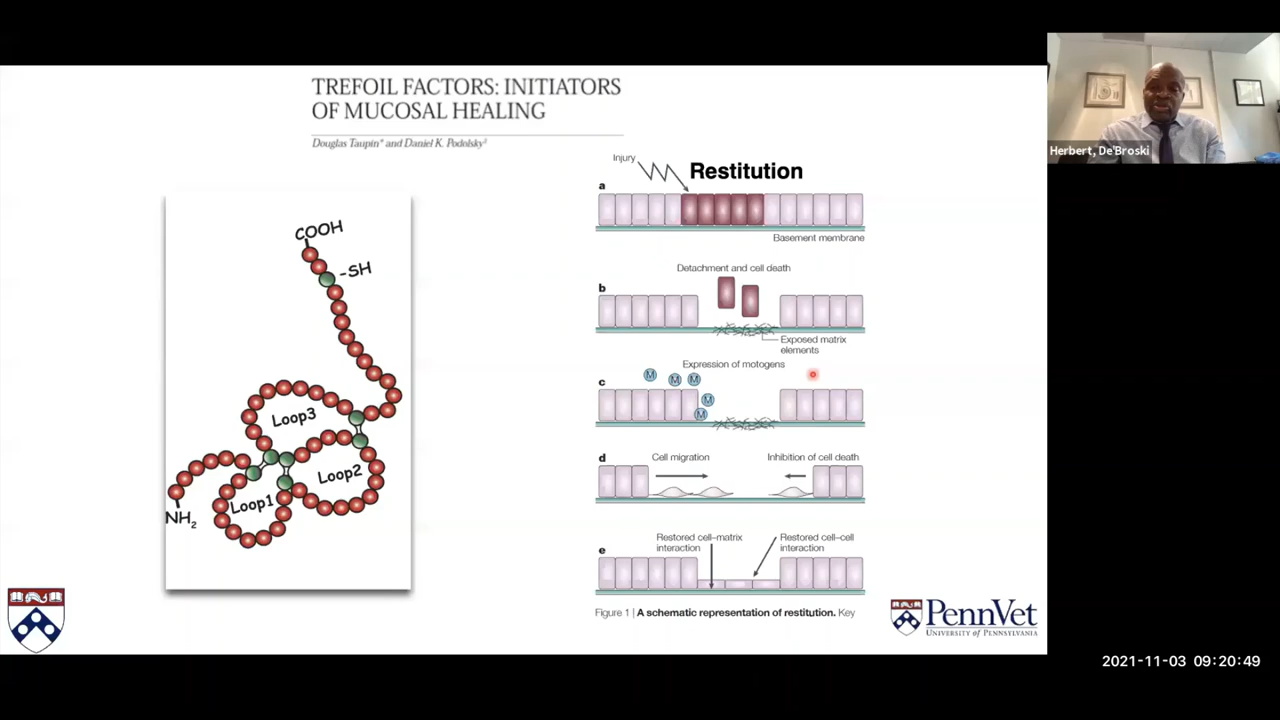 TREFOIL FACTORS: INITIATORS
OF MUCOSAL HEALING
Douglas Taupin* and Daniel K. Podolsky‡
COOH
-SH
Loop3
Loop2
Loop1
NH2
Injury
Restitution
a
Basement membrane
Detachment and cell death
b
Exposed matrix
elements
Expression of motogens
c
M
M
M
M
M
Cell migration
Inhibition of cell death
d
Restored cell–matrix
interaction
Restored cell–cell
interaction
e
Figure 1 | A schematic representation of restitution. Key
PennVet
UNIVERSITY of PENNSYLVANIA
Herbert, De'Broski
2021-11-03 09:20:49